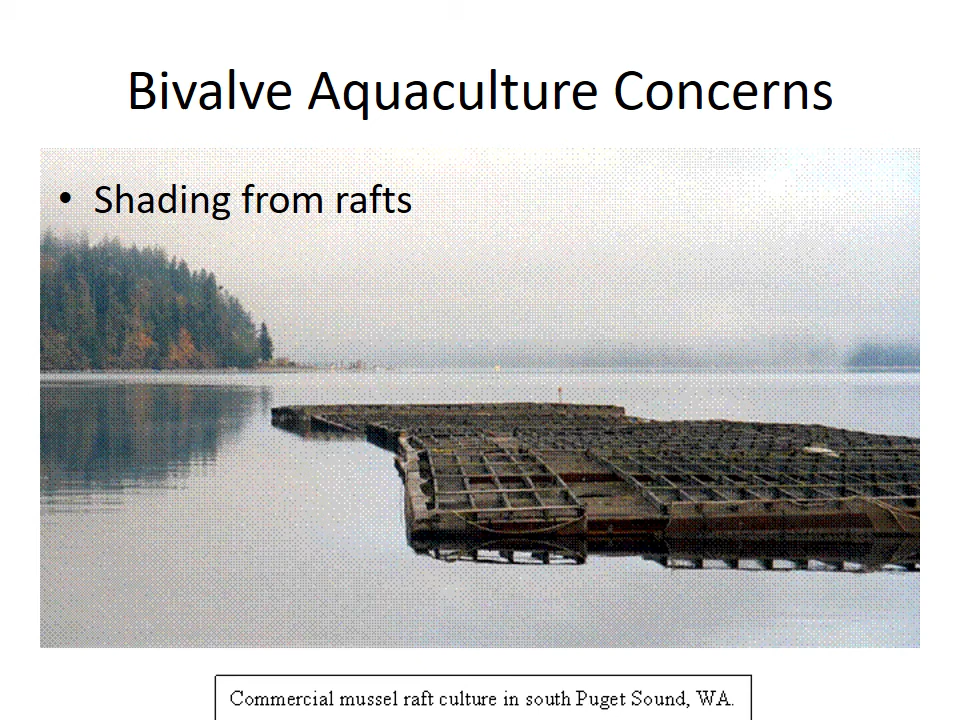 Bivalve Aquaculture Concerns
• Shading from rafts
Commercial mussel raft culture in south Puget Sound, WA.